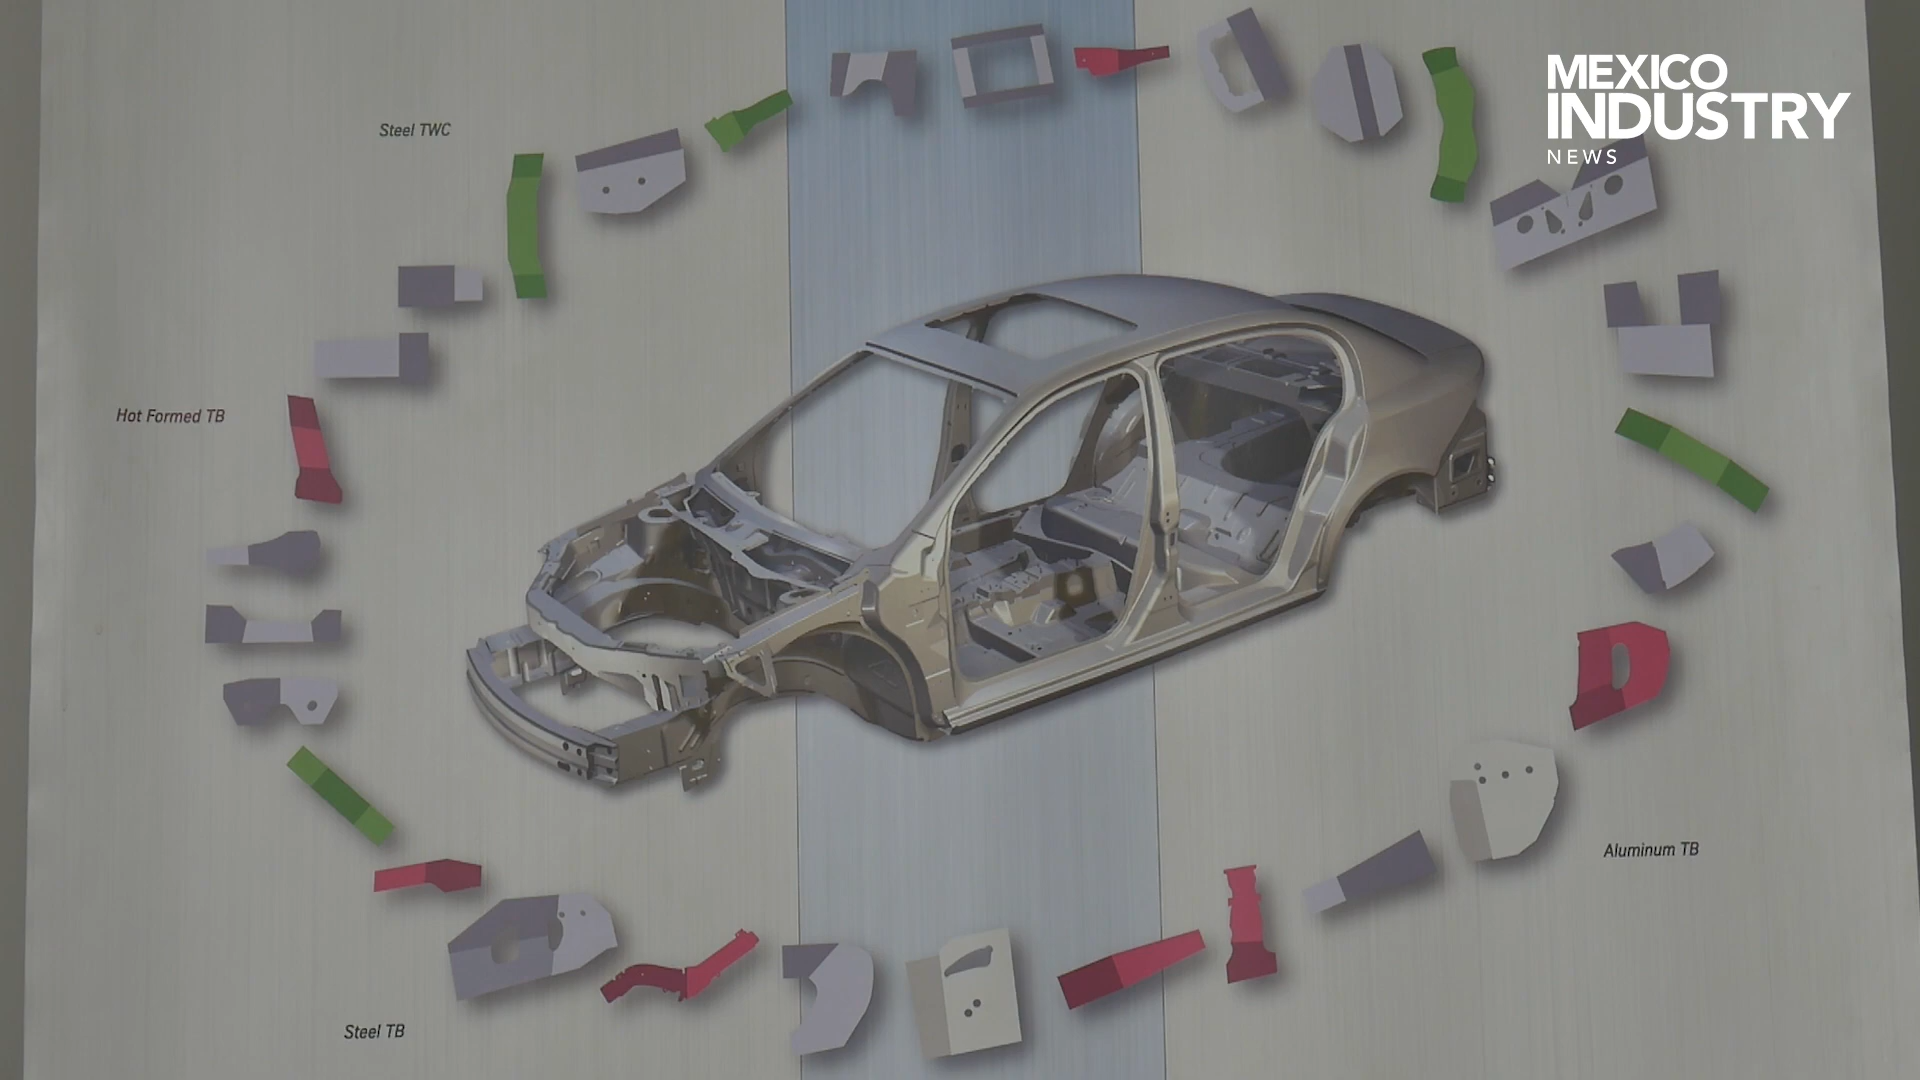 MEXICO
INDUSTRY
NEWS
Steel TWC
Hot Formed TB
Aluminum TB
Steel TB